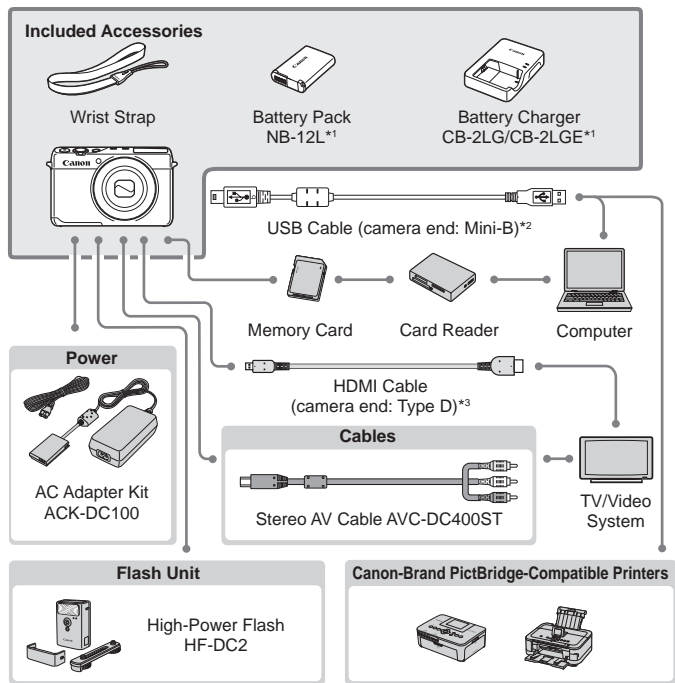 Included Accessories
Wrist Strap
Battery Pack
NB-12L*1
Battery Charger
CB-2LG/CB-2LGE*1
Canon
USB Cable (camera end: Mini-B)*2
Memory Card
Card Reader
Computer
Power
HDMI Cable
(camera end: Type D)*3
Cables
AC Adapter Kit
ACK-DC100
Stereo AV Cable AVC-DC400ST
TV/Video
System
Flash Unit
High-Power Flash
HF-DC2
Canon-Brand PictBridge-Compatible Printers